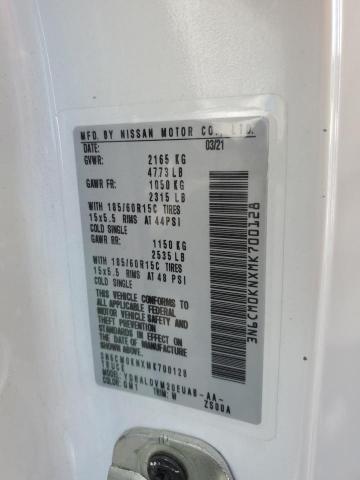 MFD. BY NISSAN MOTOR CO., LTD.
DATE: 03/21
GVWR: 2165 KG
4773 LB
GAWR FR: 1050 KG
2315 LB
WITH 185/60R15C TIRES
15x5.5 RIMS AT 44PSI
COLD SINGLE
GAWR RR: 1150 KG
2535 LB
WITH 185/60R15C TIRES
15x5.5 RIMS AT 48 PSI
COLD SINGLE
THIS VEHICLE CONFORMS TO ALL
APPLICABLE FEDERAL
MOTOR VEHICLE SAFETY
STANDARDS IN EFFECT ON
THE DATE OF MANUFACTURE
SHOWN ABOVE.
3N6CM0KNXMK700128
TRUCK
TRIM: W
Z500A
3N6CM0KNXMK700128